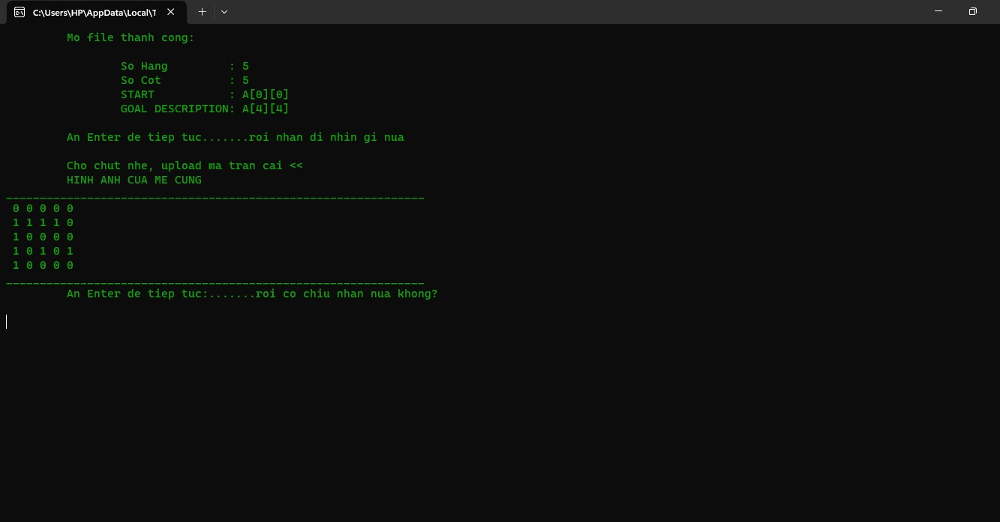 C:\Users\HP\AppData\Local\T
Mo file thanh cong:
So Hang : 5
So Cot : 5
START : A[0][0]
GOAL DESCRIPTION: A[4][4]
An Enter de tiep tuc.......roi nhan di nhin gi nua
Cho chut nhe, upload ma tran cai <<
HINH ANH CUA ME CUNG
______________________________________________________________
0 0 0 0 0
1 1 1 1 0
1 0 0 0 0
1 0 1 0 1
1 0 0 0 0
______________________________________________________________
An Enter de tiep tuc:.......roi co chiu nhan nua khong?